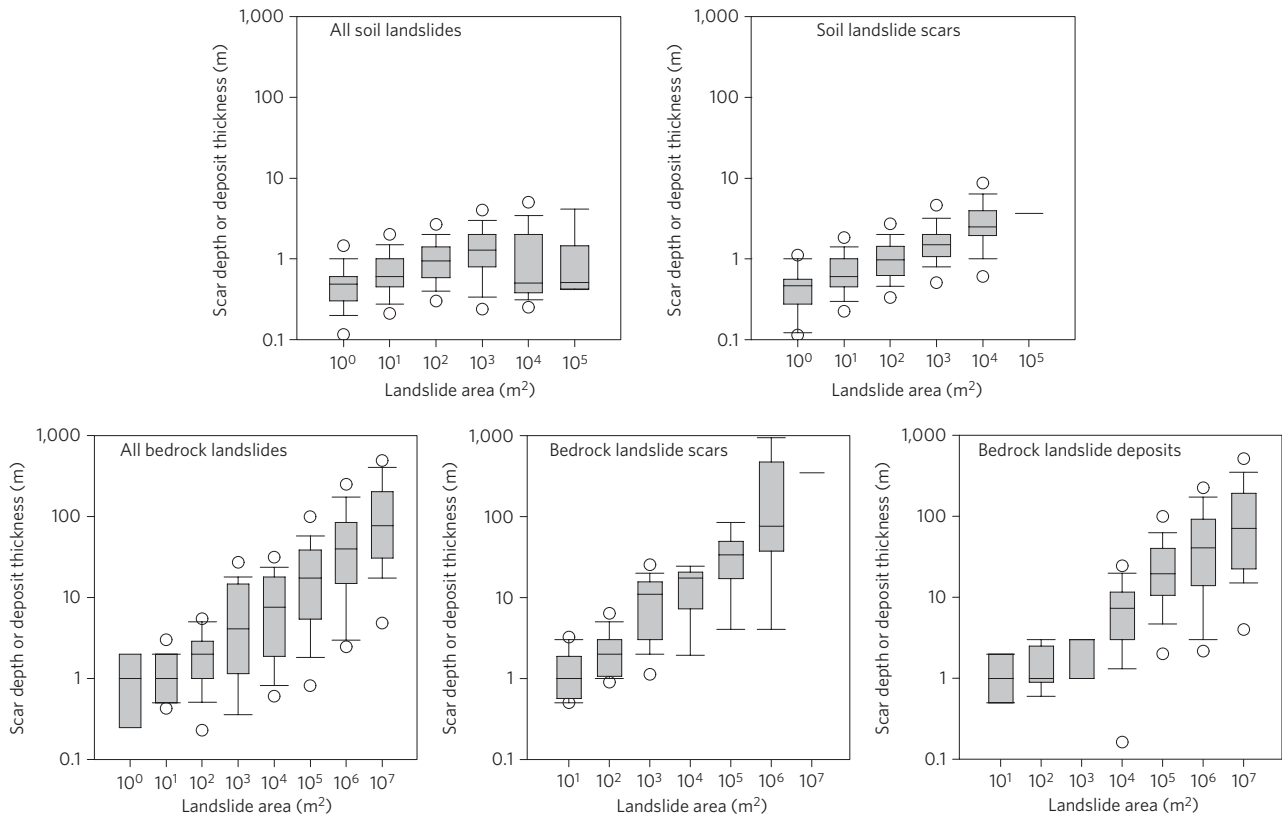 All soil landslides
Scar depth or deposit thickness (m)
1,000
100
10
1
0.1
10⁰ 10¹ 10² 10³ 10⁴ 10⁵
Landslide area (m²)
Soil landslide scars
Scar depth or deposit thickness (m)
1,000
100
10
1
0.1
10⁰ 10¹ 10² 10³ 10⁴ 10⁵
Landslide area (m²)
All bedrock landslides
Scar depth or deposit thickness (m)
1,000
100
10
1
0.1
10⁰ 10¹ 10² 10³ 10⁴ 10⁵ 10⁶ 10⁷
Landslide area (m²)
Bedrock landslide scars
Scar depth or deposit thickness (m)
1,000
100
10
1
0.1
10¹ 10² 10³ 10⁴ 10⁵ 10⁶ 10⁷
Landslide area (m²)
Bedrock landslide deposits
Scar depth or deposit thickness (m)
1,000
100
10
1
0.1
10¹ 10² 10³ 10⁴ 10⁵ 10⁶ 10⁷
Landslide area (m²)